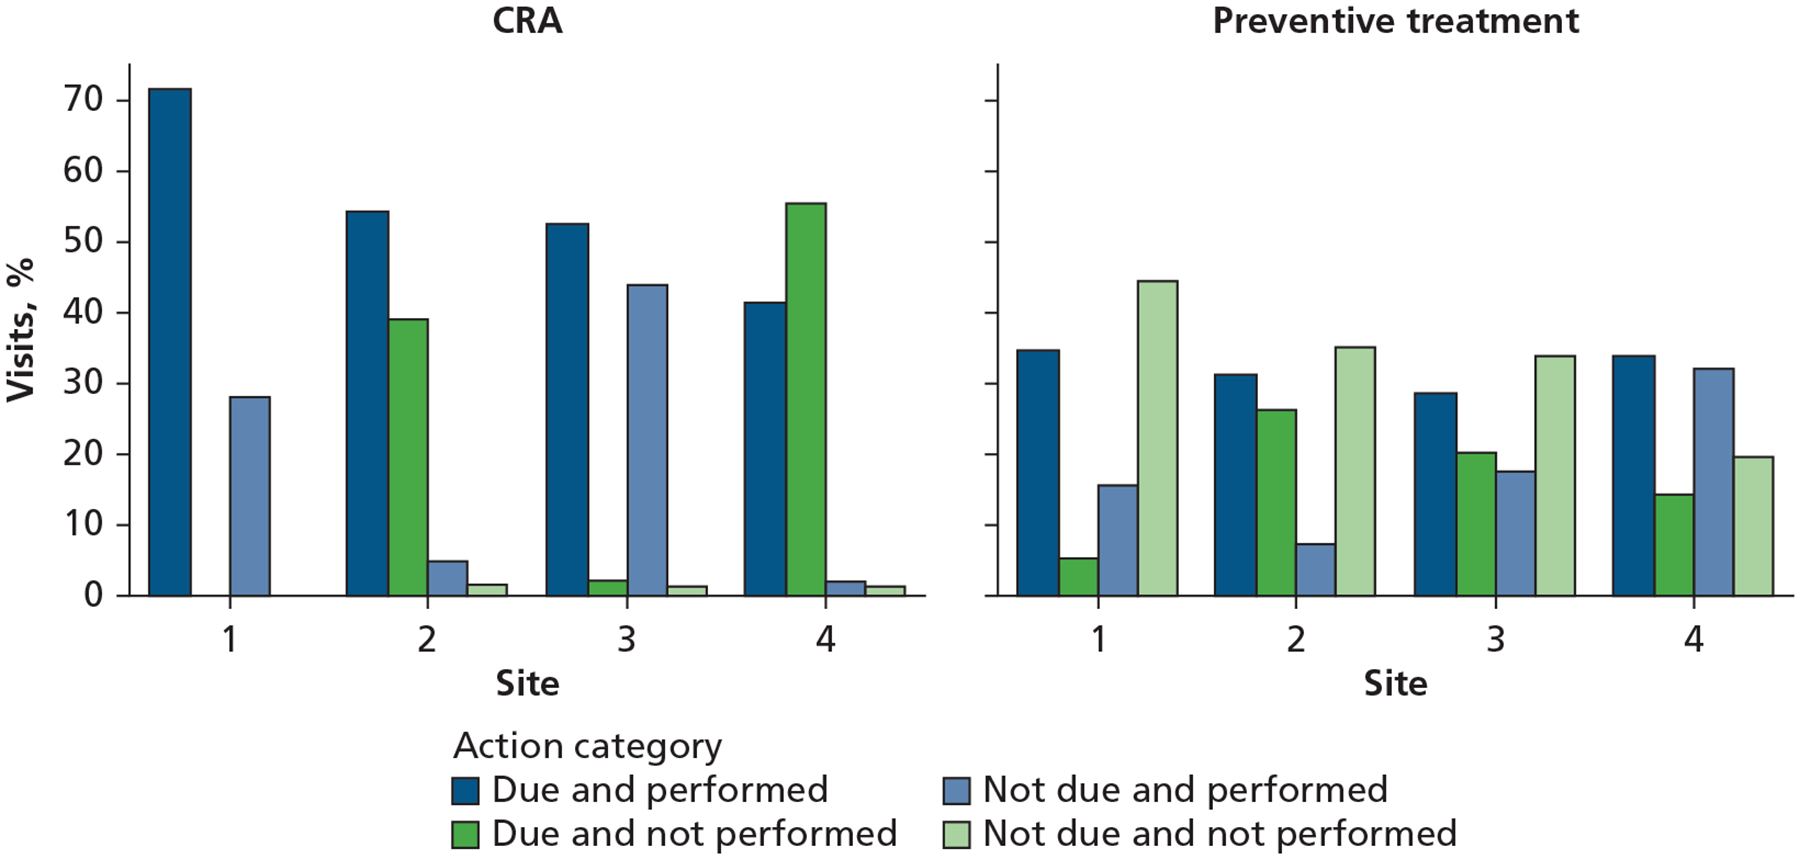 CRA
Preventive treatment
Visits, %
70
60
50
40
30
20
10
0
1 2 3 4
Site
1 2 3 4
Site
Action category
Due and performed
Not due and performed
Due and not performed
Not due and not performed